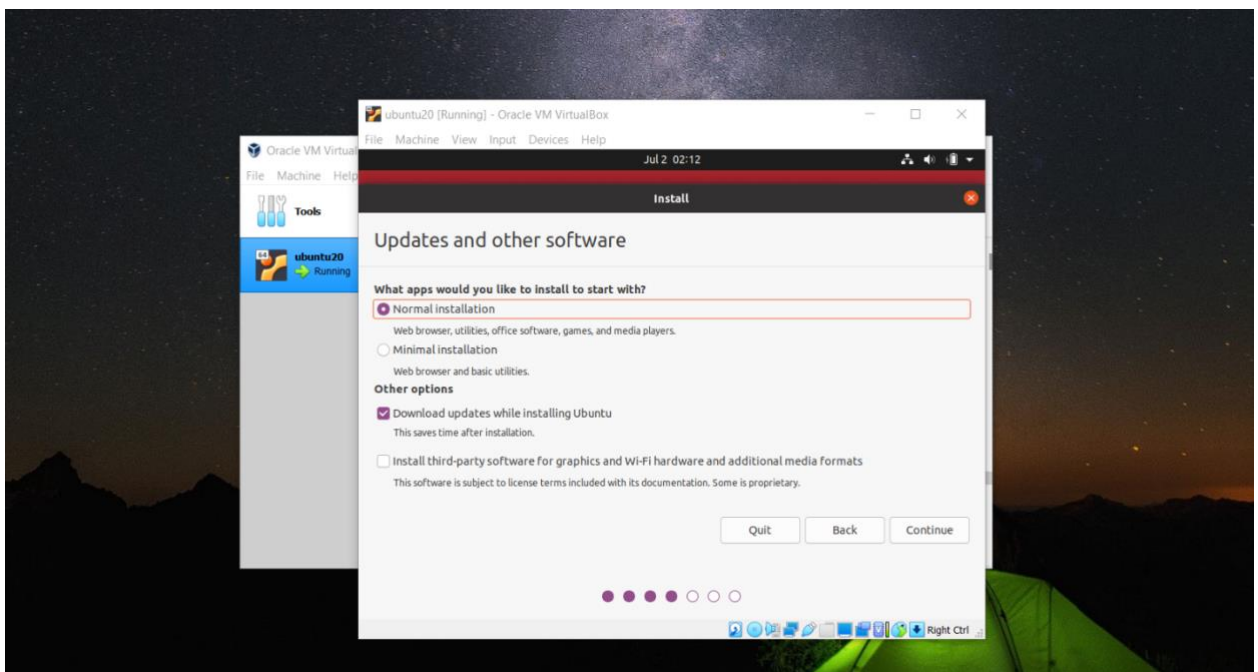 ubuntu20 [Running] - Oracle VM VirtualBox
File Machine View Input Devices Help
Oracle VM Virtual
File Machine Help
Tools
64
ubuntu20
Running
Jul 2 02:12
Install
Updates and other software
What apps would you like to install to start with?
Normal installation
Web browser, utilities, office software, games, and media players.
Minimal installation
Web browser and basic utilities.
Other options
Download updates while installing Ubuntu
This saves time after installation.
Install third-party software for graphics and Wi-Fi hardware and additional media formats
This software is subject to license terms included with its documentation. Some is proprietary.
Quit Back Continue
Right Ctrl